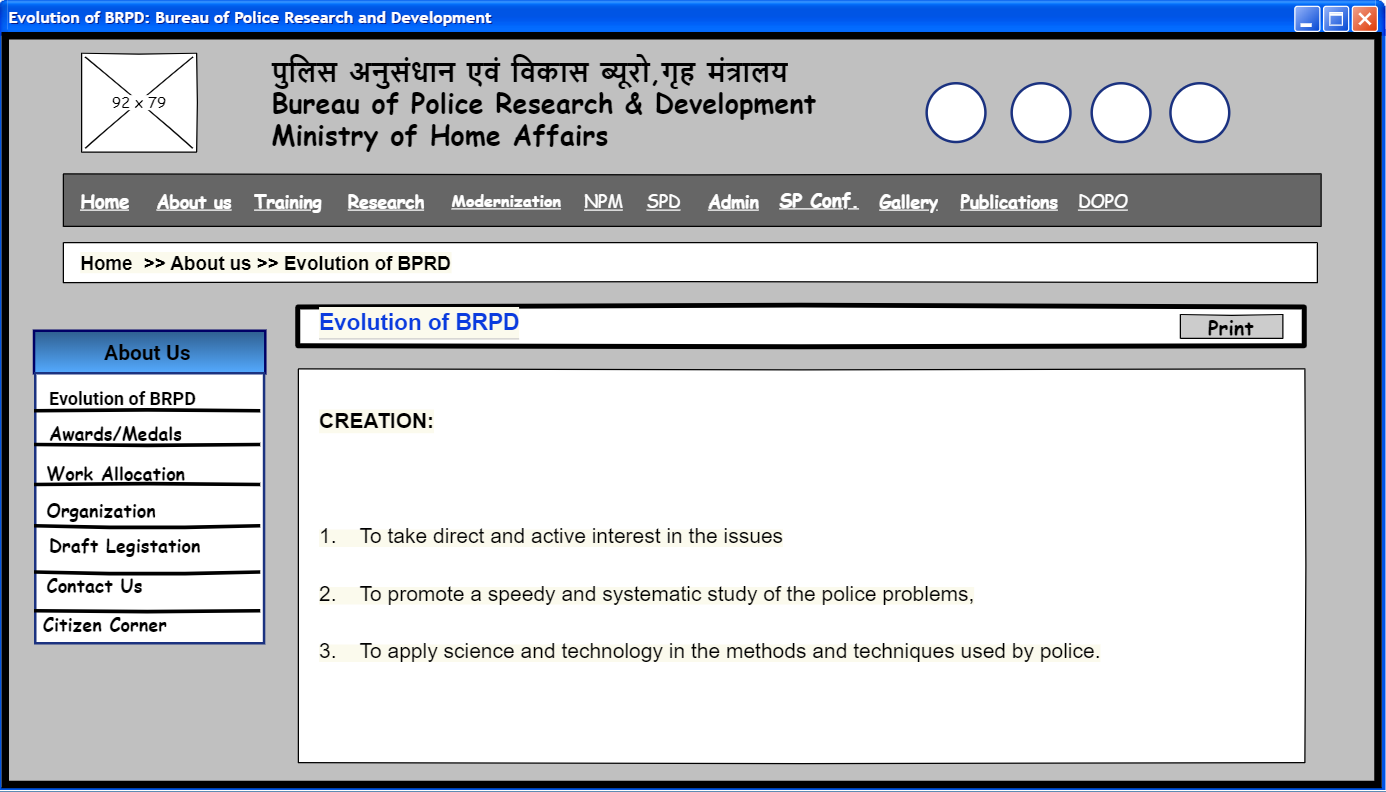 Evolution of BRPD: Bureau of Police Research and Development
92 x 79
पुलिस अनुसंधान एवं विकास ब्यूरो,गृह मंत्रालय
Bureau of Police Research & Development
Ministry of Home Affairs
Home About us Training Research Modernization NPM SPD Admin SP Conf. Gallery Publications DOPO
Home >> About us >> Evolution of BPRD
About Us
Evolution of BRPD
Awards/Medals
Work Allocation
Organization
Draft Legistation
Contact Us
Citizen Corner
Evolution of BRPD
Print
CREATION:
1. To take direct and active interest in the issues
2. To promote a speedy and systematic study of the police problems,
3. To apply science and technology in the methods and techniques used by police.